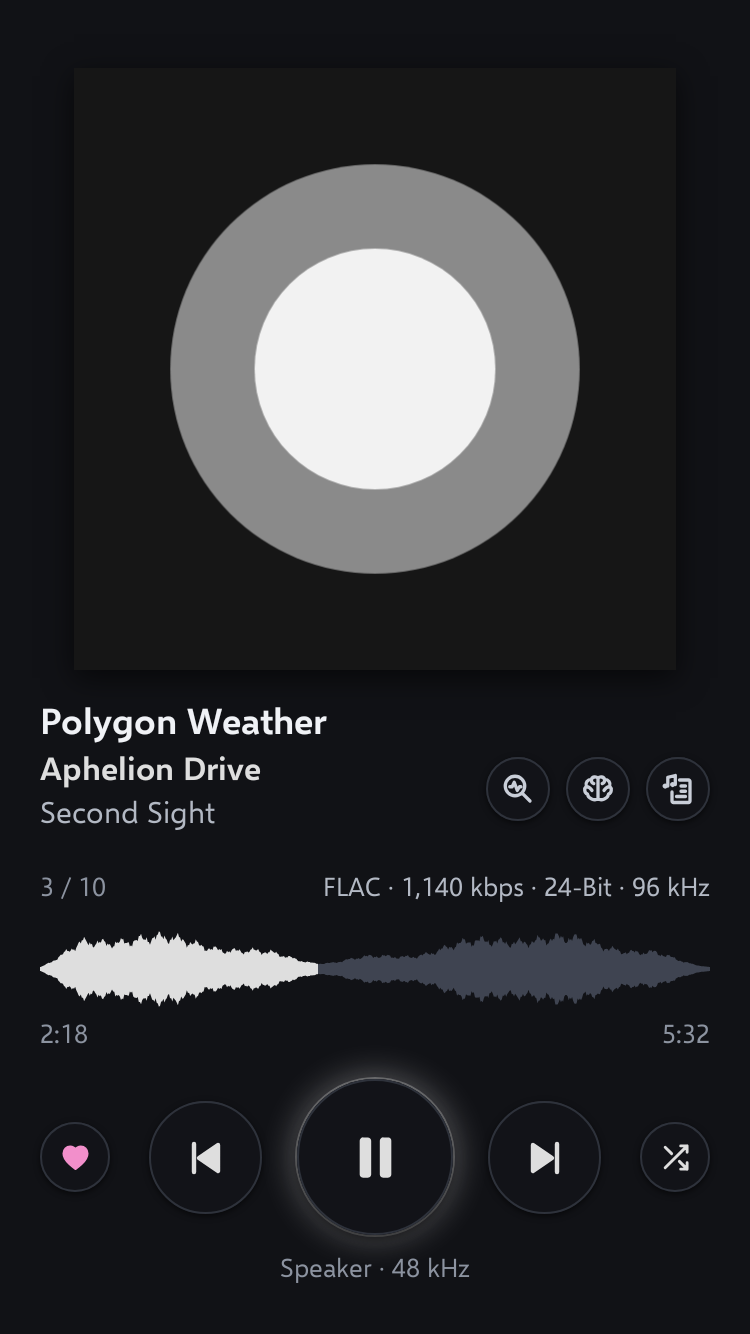 Polygon Weather
Aphelion Drive
Second Sight
3 / 10
FLAC · 1,140 kbps · 24-Bit · 96 kHz
2:18
5:32
Speaker · 48 kHz